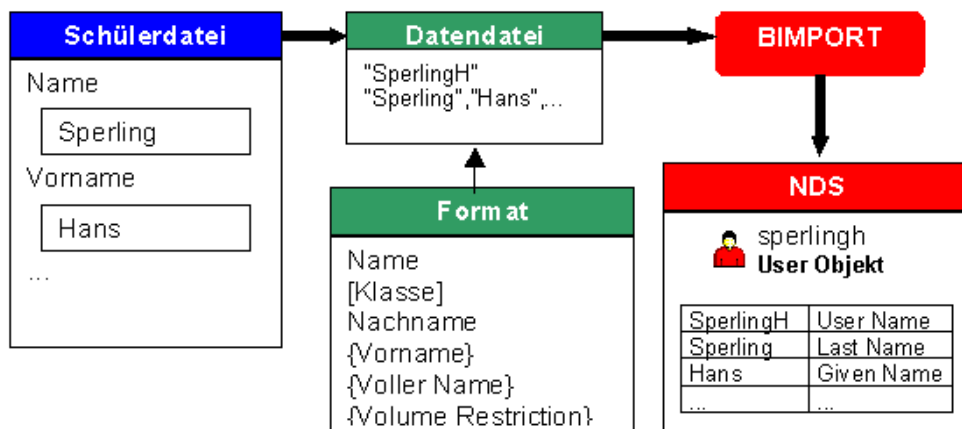 Schülerdatei
Name
Sperling
Vorname
Hans
...
Datendatei
"SperlingH"
"Sperling","Hans",...
Format
Name
[Klasse]
Nachname
{Vorname}
{Voller Name}
{Volume Restriction}
BIMPORT
NDS
sperlingh
User Objekt
SperlingH User Name
Sperling Last Name
Hans Given Name
... ...